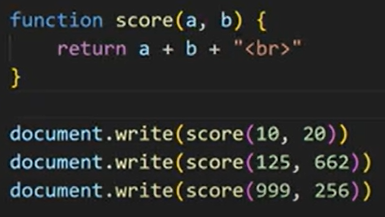 function score(a, b) {
    return a + b + "<br>"
}
document.write(score(10, 20))
document.write(score(125, 662))
document.write(score(999, 256))